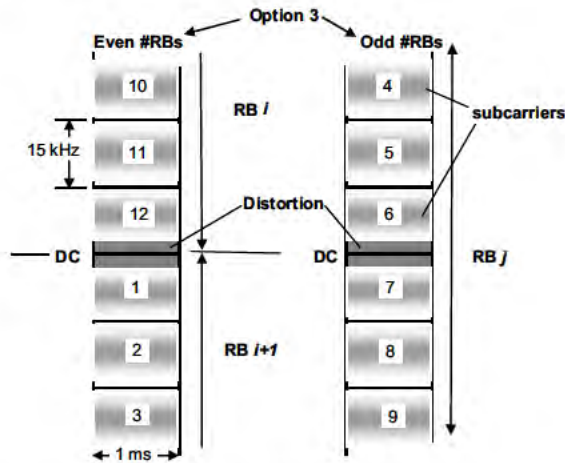 Option 3
Even #RBs
Odd #RBs
10
4
RB i
subcarriers
15 kHz
11
5
12
Distortion
6
DC
DC
RB j
1
7
2
RB i+1
8
3
9
1 ms